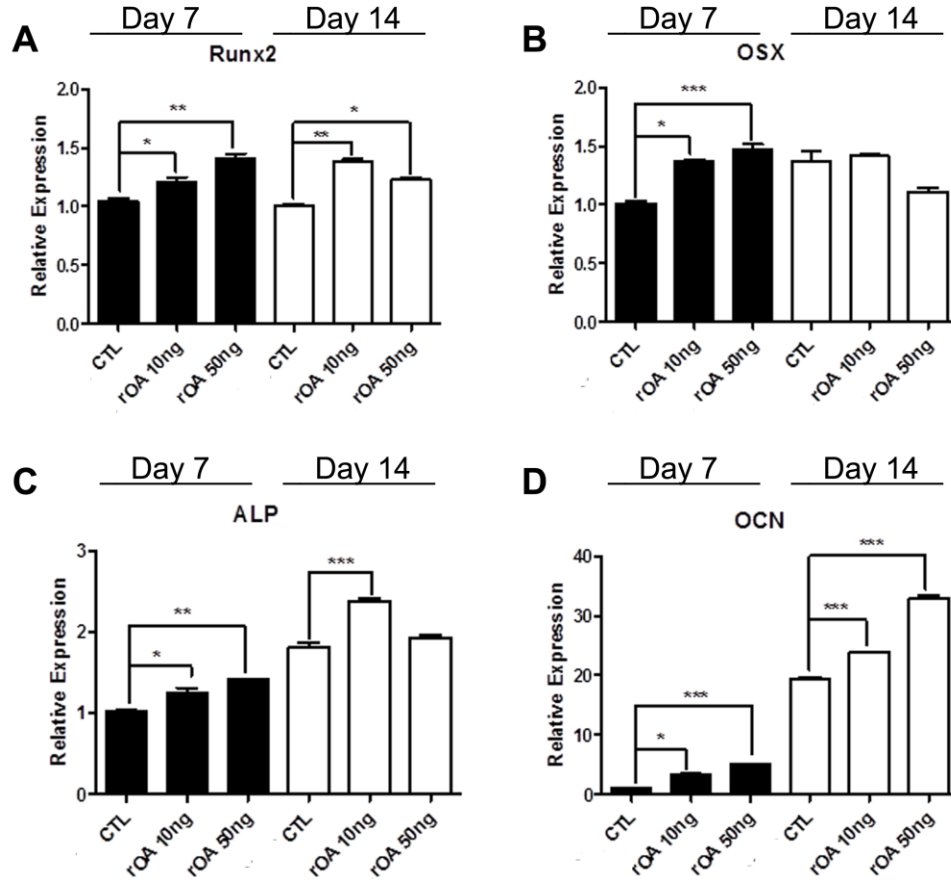 Day 7 Day 14
A Runx2
Relative Expression
2.0
1.5
1.0
0.5
0.0
** *
* **
CTL rOA 10ng rOA 50ng CTL rOA 10ng rOA 50ng
Day 7 Day 14
B OSX
Relative Expression
2.0
1.5
1.0
0.5
0.0
***
*
CTL rOA 10ng rOA 50ng CTL rOA 10ng rOA 50ng
Day 7 Day 14
C ALP
Relative Expression
3
2
1
0
***
**
*
CTL rOA 10ng rOA 50ng CTL rOA 10ng rOA 50ng
Day 7 Day 14
D OCN
Relative Expression
40
30
20
10
0
***
***
***
*
CTL rOA 10ng rOA 50ng CTL rOA 10ng rOA 50ng